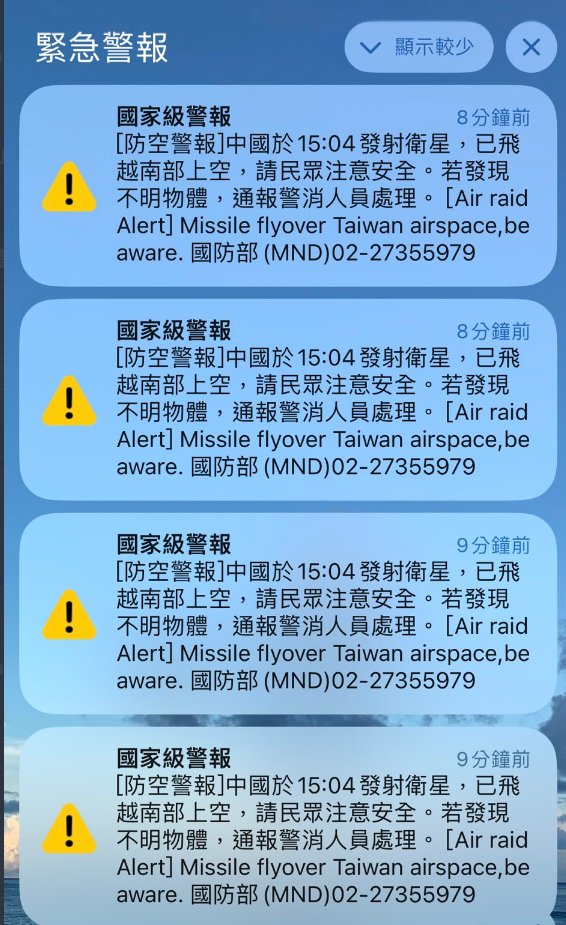 緊急警報
顯示較少
國家級警報 8分鐘前
[防空警報]中國於15:04發射衛星，已飛
越南部上空，請民眾注意安全。若發現
不明物體，通報警消人員處理。 [Air raid
Alert] Missile flyover Taiwan airspace,be
aware. 國防部 (MND)02-27355979
國家級警報 8分鐘前
[防空警報]中國於15:04發射衛星，已飛
越南部上空，請民眾注意安全。若發現
不明物體，通報警消人員處理。 [Air raid
Alert] Missile flyover Taiwan airspace,be
aware. 國防部 (MND)02-27355979
國家級警報 9分鐘前
[防空警報]中國於15:04發射衛星，已飛
越南部上空，請民眾注意安全。若發現
不明物體，通報警消人員處理。 [Air raid
Alert] Missile flyover Taiwan airspace,be
aware. 國防部 (MND)02-27355979
國家級警報 9分鐘前
[防空警報]中國於15:04發射衛星，已飛
越南部上空，請民眾注意安全。若發現
不明物體，通報警消人員處理。 [Air raid
Alert] Missile flyover Taiwan airspace,be
aware. 國防部 (MND)02-27355979